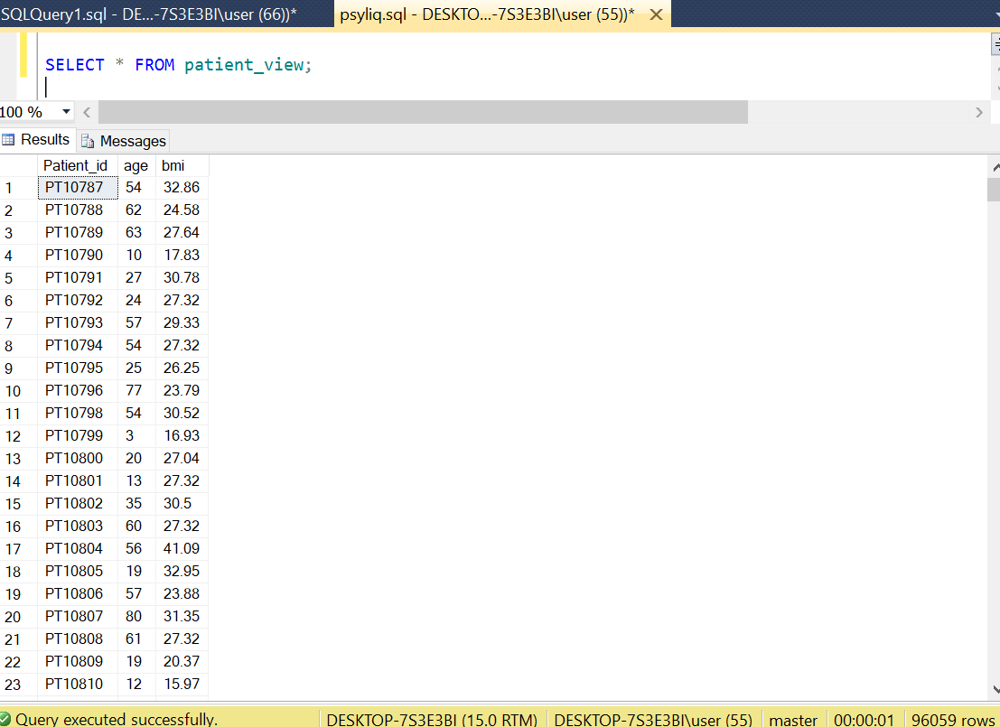 SQLQuery1.sql - DE...-7S3E3BI\user (66))* psyliq.sql - DESKTO...-7S3E3BI\user (55))*
SELECT * FROM patient_view;
100 %
Results Messages
Patient_id age bmi
1 PT10787 54 32.86
2 PT10788 62 24.58
3 PT10789 63 27.64
4 PT10790 10 17.83
5 PT10791 27 30.78
6 PT10792 24 27.32
7 PT10793 57 29.33
8 PT10794 54 27.32
9 PT10795 25 26.25
10 PT10796 77 23.79
11 PT10798 54 30.52
12 PT10799 3 16.93
13 PT10800 20 27.04
14 PT10801 13 27.32
15 PT10802 35 30.5
16 PT10803 60 27.32
17 PT10804 56 41.09
18 PT10805 19 32.95
19 PT10806 57 23.88
20 PT10807 80 31.35
21 PT10808 61 27.32
22 PT10809 19 20.37
23 PT10810 12 15.97
Query executed successfully. DESKTOP-7S3E3BI (15.0 RTM) DESKTOP-7S3E3BI\user (55) master 00:00:01 96059 rows